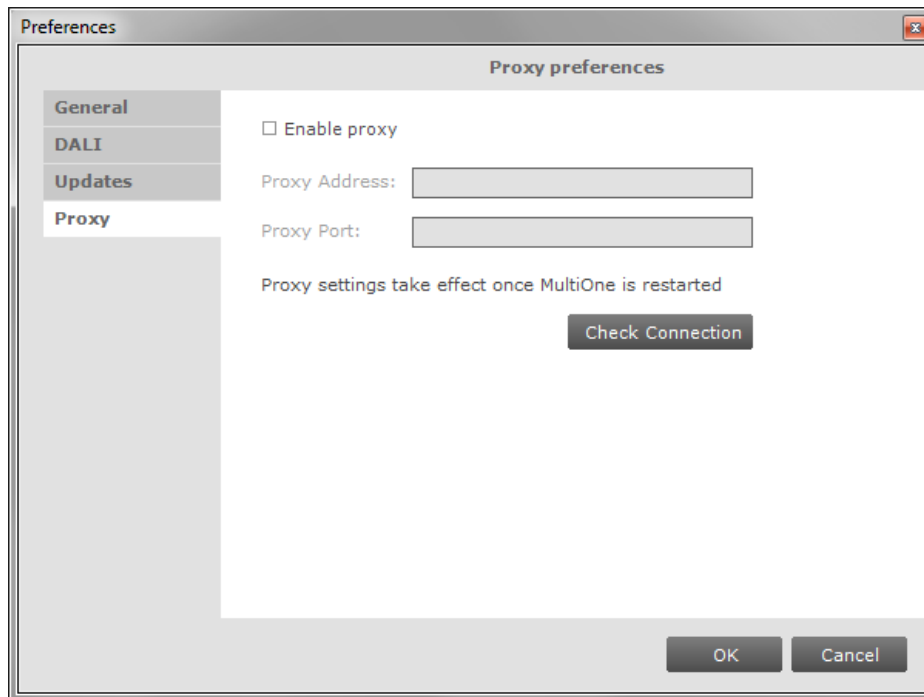 Preferences
Proxy preferences
General
DALI
Updates
Proxy
Enable proxy
Proxy Address:
Proxy Port:
Proxy settings take effect once MultiOne is restarted
Check Connection
OK
Cancel